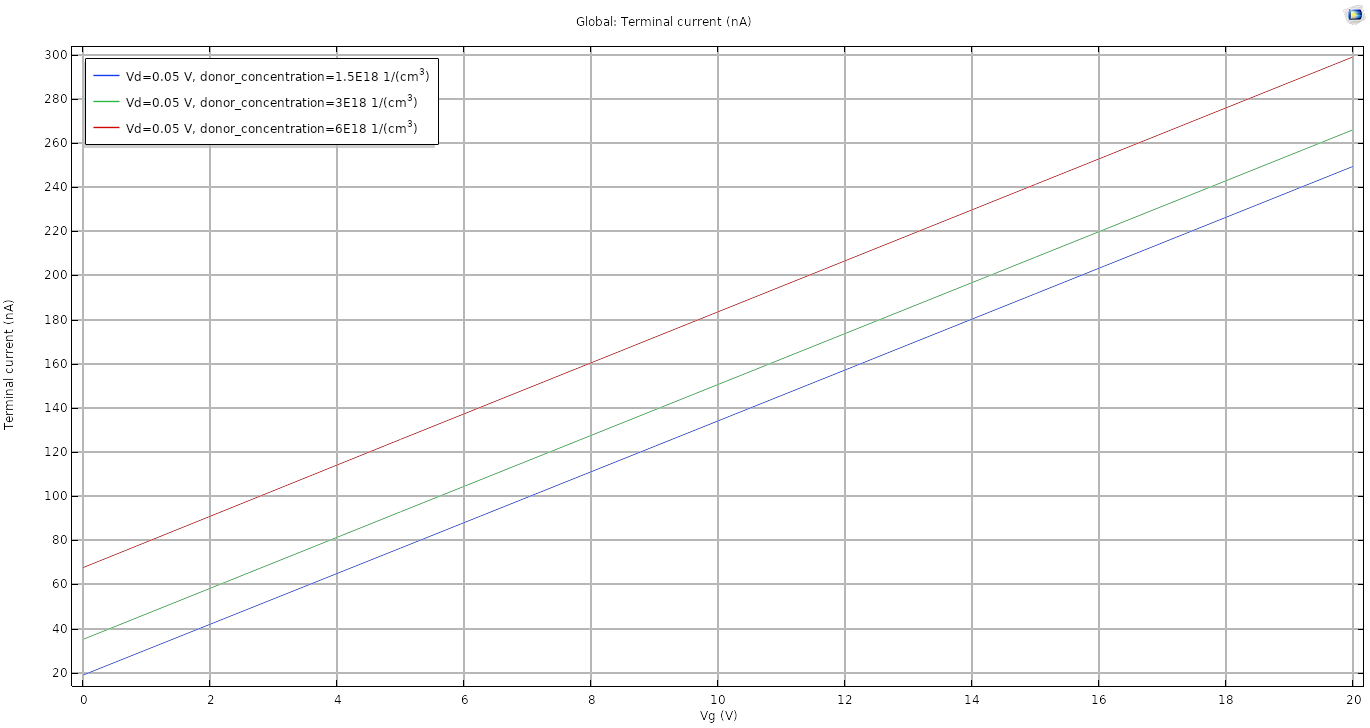 Global: Terminal current (nA)
Vd=0.05 V, donor_concentration=1.5E18 1/(cm³)
Vd=0.05 V, donor_concentration=3E18 1/(cm³)
Vd=0.05 V, donor_concentration=6E18 1/(cm³)
300
280
260
240
220
200
180
160
140
120
100
80
60
40
20
Terminal current (nA)
0 2 4 6 8 10 12 14 16 18 20
Vg (V)